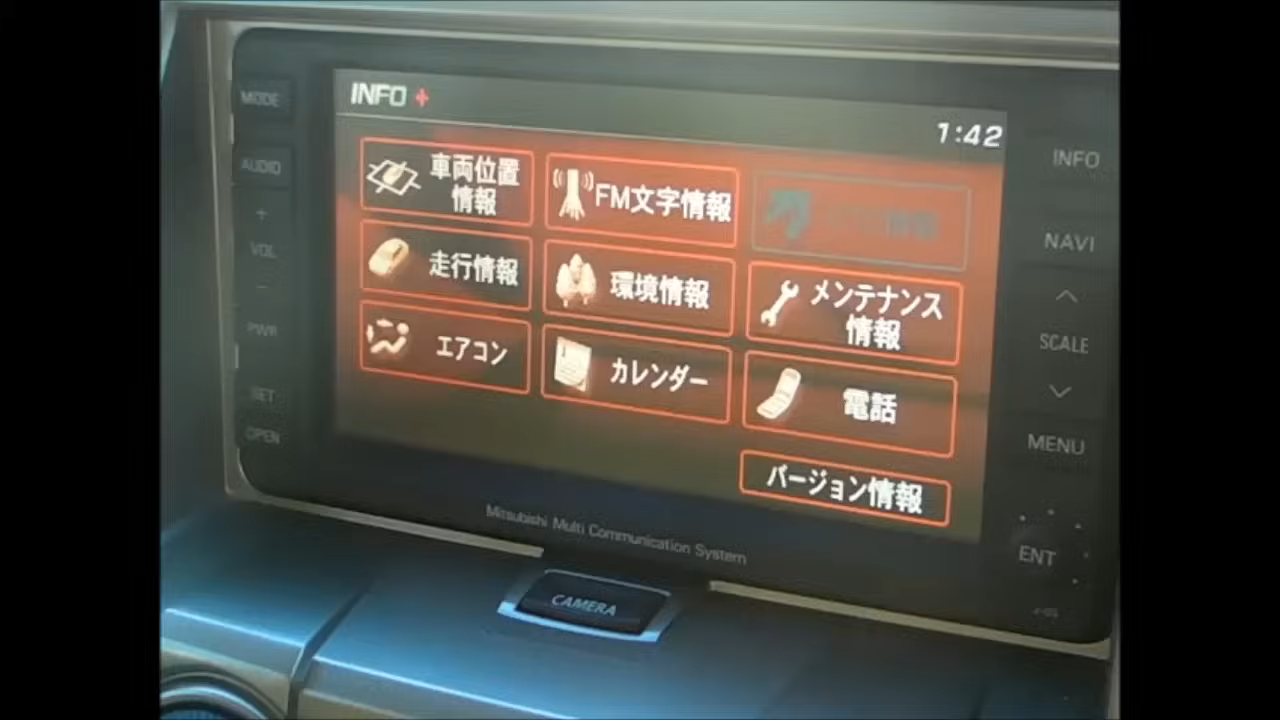 INFO
1:42
車両位置
情報
FM文字情報
走行情報
環境情報
メンテナンス
情報
エアコン
カレンダー
電話
バージョン情報
MODE
AUDIO
+
VOL
-
PWR
SET
OPEN
INFO
NAVI
SCALE
MENU
ENT
Mitsubishi Multi Communication System
CAMERA